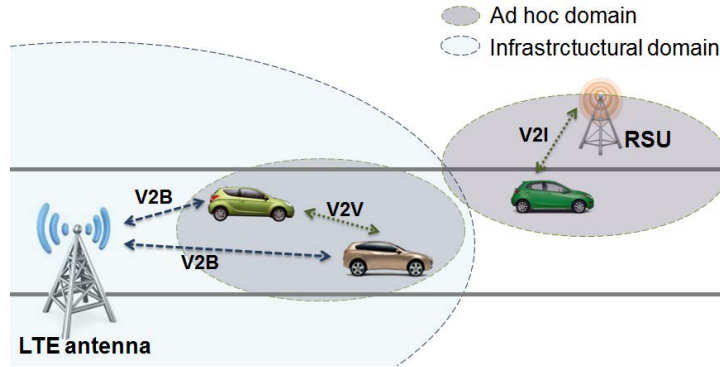 Ad hoc domain
Infrastrctuctural domain
V2I
RSU
V2B
V2V
V2B
LTE antenna